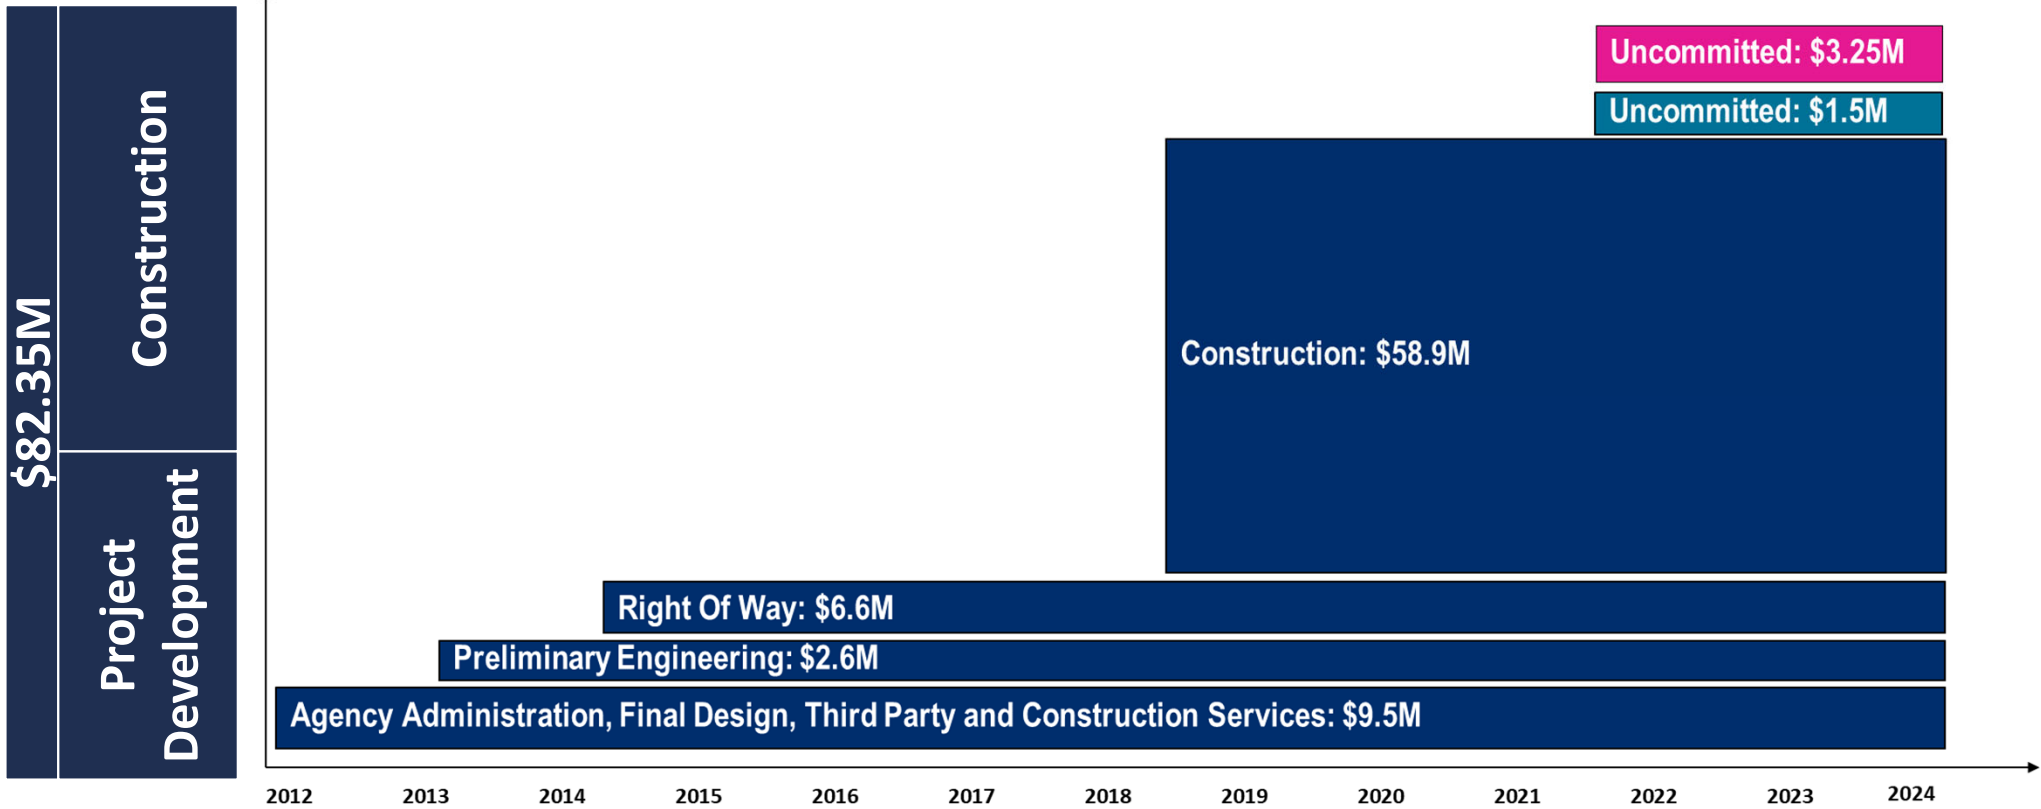 $82.35M
Construction
Project
Development
Uncommitted: $3.25M
Uncommitted: $1.5M
Construction: $58.9M
Right Of Way: $6.6M
Preliminary Engineering: $2.6M
Agency Administration, Final Design, Third Party and Construction Services: $9.5M
2012 2013 2014 2015 2016 2017 2018 2019 2020 2021 2022 2023 2024